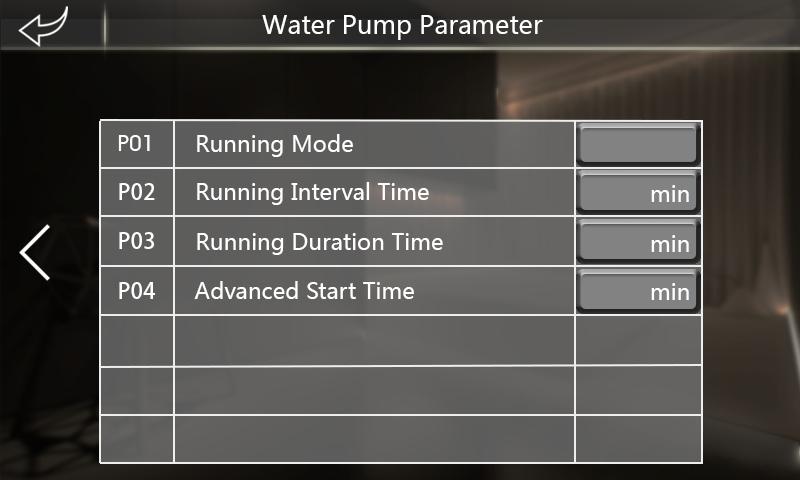 Water Pump Parameter
P01 Running Mode
P02 Running Interval Time min
P03 Running Duration Time min
P04 Advanced Start Time min